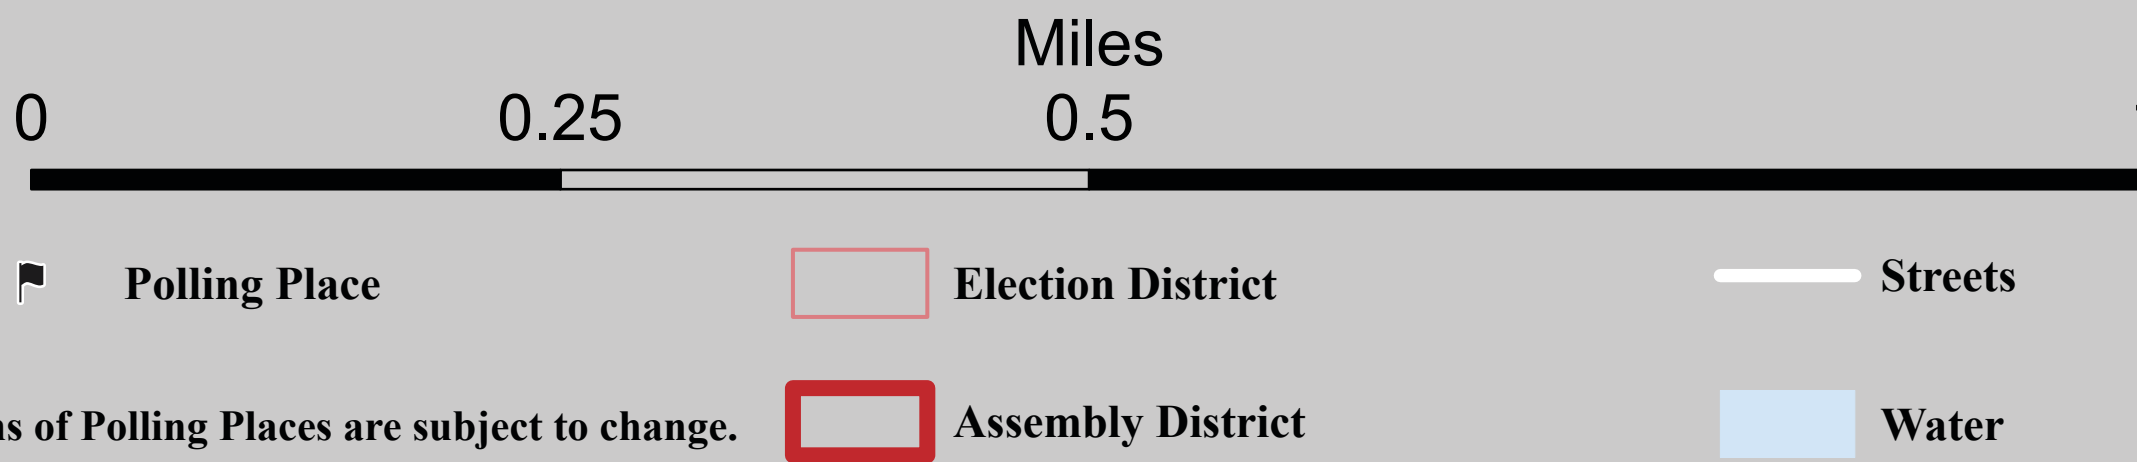 Miles
0 0.25 0.5
Polling Place
Election District
Streets
of Polling Places are subject to change.
Assembly District
Water